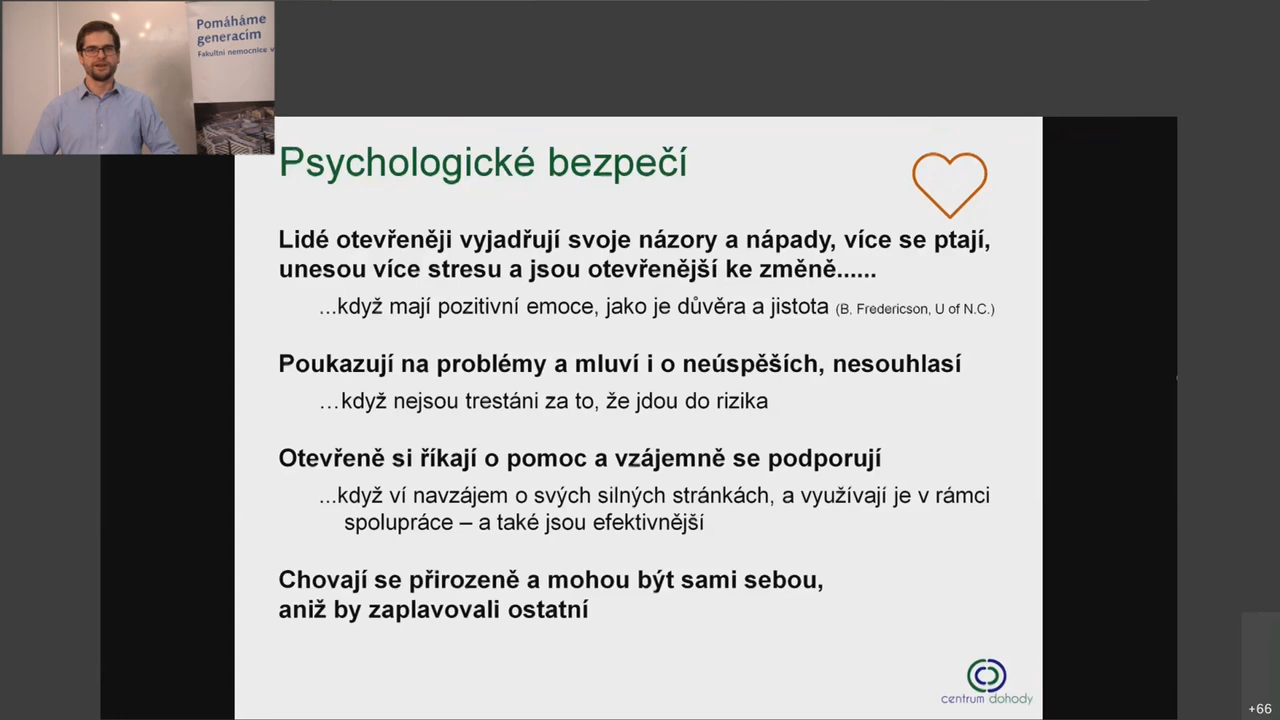 Pomáháme
generacím
Fakultní nemocnice v
Psychologické bezpečí
Lidé otevřeněji vyjadřují svoje názory a nápady, více se ptají,
unesou více stresu a jsou otevřenější ke změně......
...když mají pozitivní emoce, jako je důvěra a jistota (B. Fredericson, U of N.C.)
Poukazují na problémy a mluví i o neúspěších, nesouhlasí
...když nejsou trestáni za to, že jdou do rizika
Otevřeně si říkají o pomoc a vzájemně se podporují
...když ví navzájem o svých silných stránkách, a využívají je v rámci
spolupráce – a také jsou efektivnější
Chovají se přirozeně a mohou být sami sebou,
aniž by zaplavovali ostatní
centrum dohody
+66